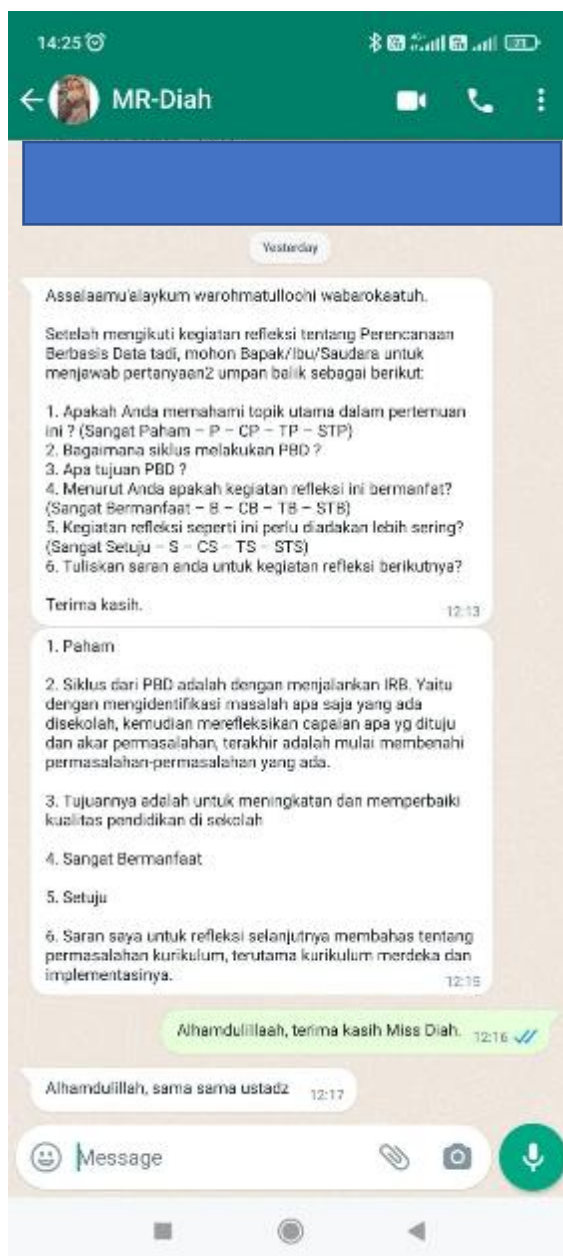 14:25
21
MR-Diah
Yesterday
Assalaamu'alaykum warohmatulloohi wabarokaatuh.
Setelah mengikuti kegiatan refleksi tentang Perencanaan
Berbasis Data tadi, mohon Bapak/Ibu/Saudara untuk
menjawab pertanyaan2 umpan balik sebagai berikut:
1. Apakah Anda memahami topik utama dalam pertemuan
ini ? (Sangat Paham – P – CP – TP – STP)
2. Bagaimana siklus melakukan PBD ?
3. Apa tujuan PBD ?
4. Menurut Anda apakah kegiatan refleksi ini bermanfat?
(Sangat Bermanfaat – B – CB – TB – STB)
5. Kegiatan refleksi seperti ini perlu diadakan lebih sering?
(Sangat Setuju – S – CS – TS – STS)
6. Tuliskan saran anda untuk kegiatan refleksi berikutnya?
Terima kasih.
12:13
1. Paham
2. Siklus dari PBD adalah dengan menjalankan IRB. Yaitu
dengan mengidentifikasi masalah apa saja yang ada
disekolah, kemudian merefleksikan capaian apa yg dituju
dan akar permasalahan, terakhir adalah mulai membenahi
permasalahan-permasalahan yang ada.
3. Tujuannya adalah untuk meningkatan dan memperbaiki
kualitas pendidikan di sekolah
4. Sangat Bermanfaat
5. Setuju
6. Saran saya untuk refleksi selanjutnya membahas tentang
permasalahan kurikulum, terutama kurikulum merdeka dan
implementasinya.
12:15
Alhamdulillaah, terima kasih Miss Diah. 12:16
Alhamdulillah, sama sama ustadz 12:17
Message